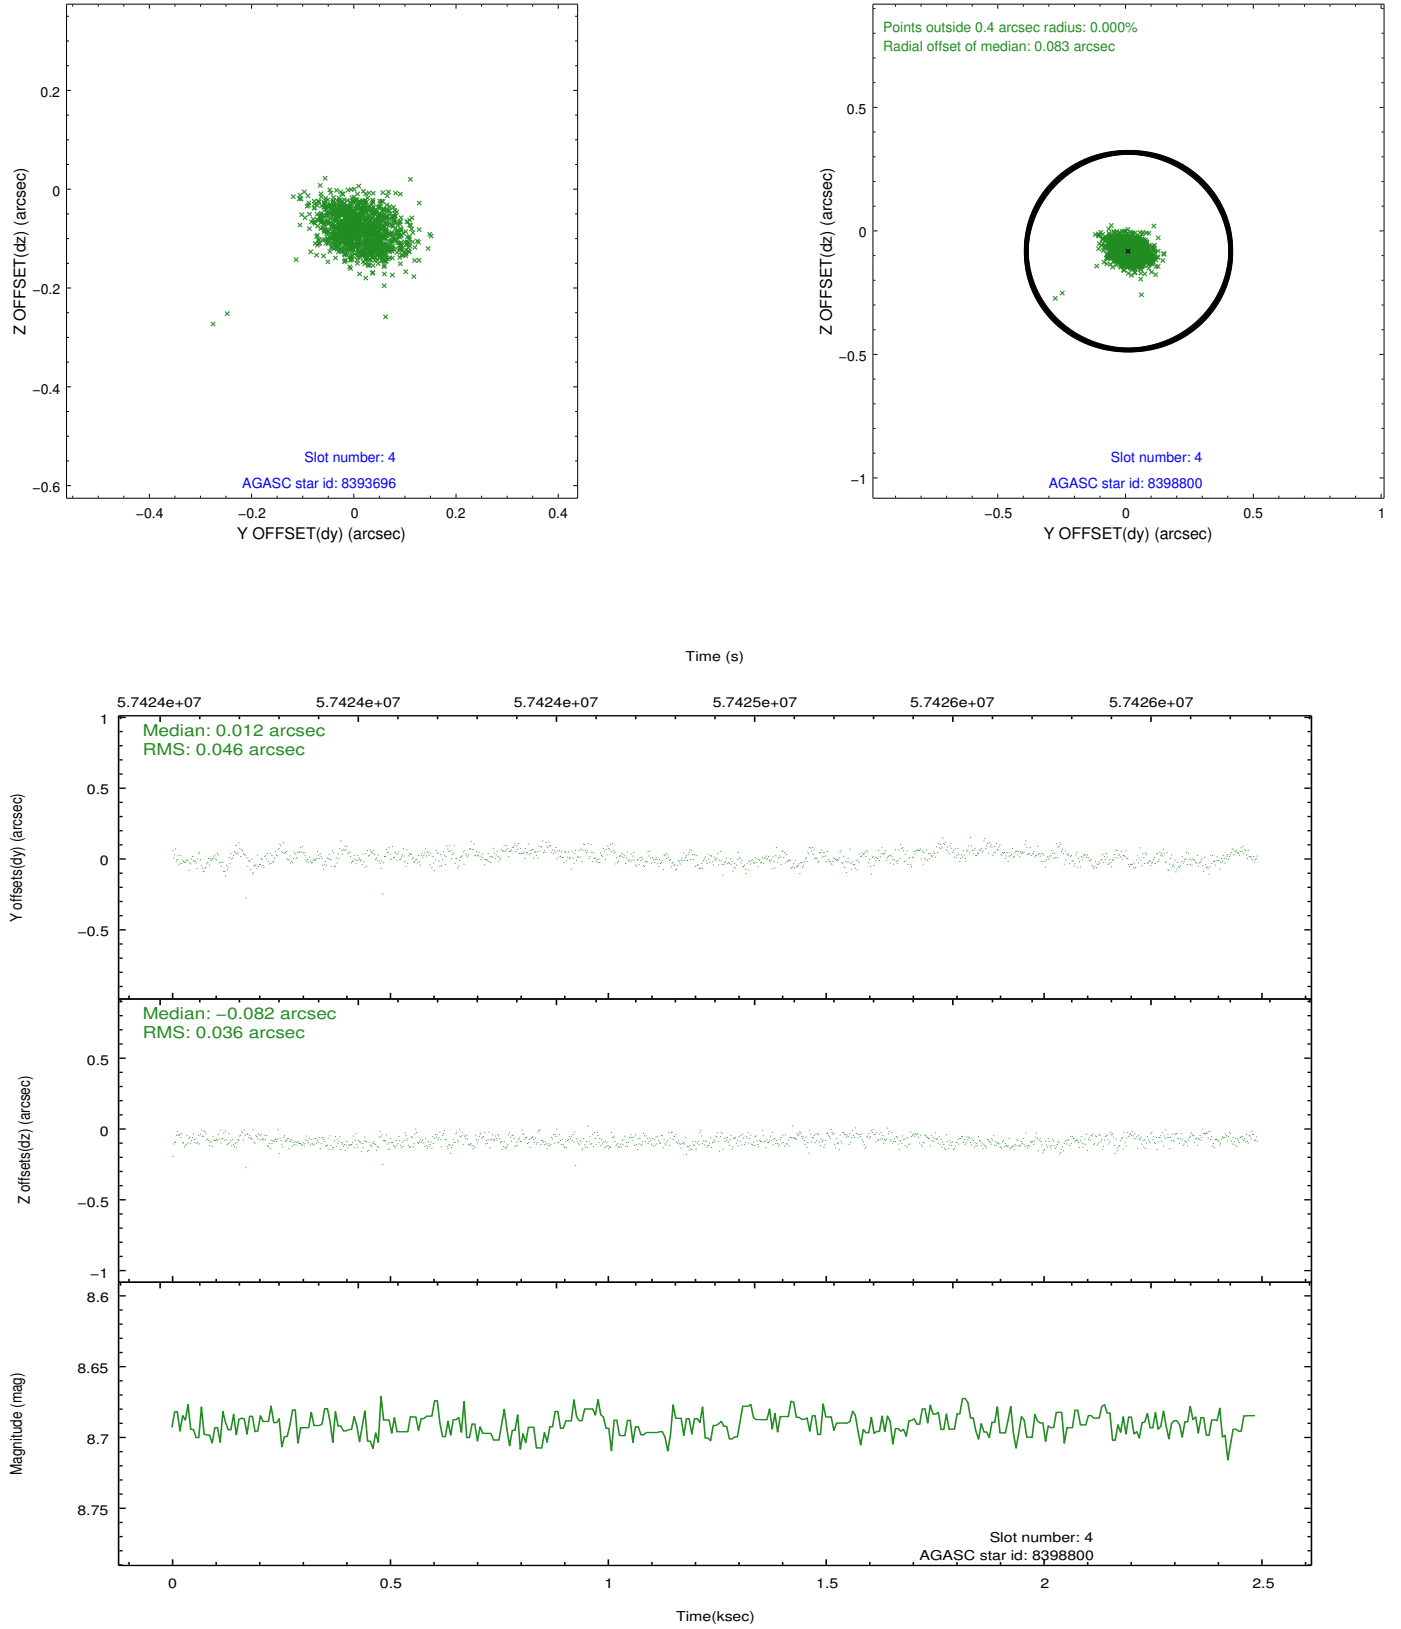 0.2
0
−0.2
−0.4
−0.6
Z OFFSET(dz) (arcsec)
Slot number: 4
AGASC star id: 8393696
−0.4
−0.2
0
0.2
0.4
Y OFFSET(dy) (arcsec)
Points outside 0.4 arcsec radius: 0.000%
Radial offset of median: 0.083 arcsec
0.5
0
−0.5
−1
Z OFFSET(dz) (arcsec)
Slot number: 4
AGASC star id: 8398800
−0.5
0
0.5
1
Y OFFSET(dy) (arcsec)
Time (s)
5.7424e+07
5.7424e+07
5.7424e+07
5.7425e+07
5.7426e+07
5.7426e+07
Median: 0.012 arcsec
RMS: 0.046 arcsec
1
0.5
0
−0.5
Y offsets(dy) (arcsec)
Median: −0.082 arcsec
RMS: 0.036 arcsec
0.5
0
−0.5
−1
Z offsets(dz) (arcsec)
8.6
8.65
8.7
8.75
Magnitude (mag)
Slot number: 4
AGASC star id: 8398800
0
0.5
1
1.5
2
2.5
Time(ksec)